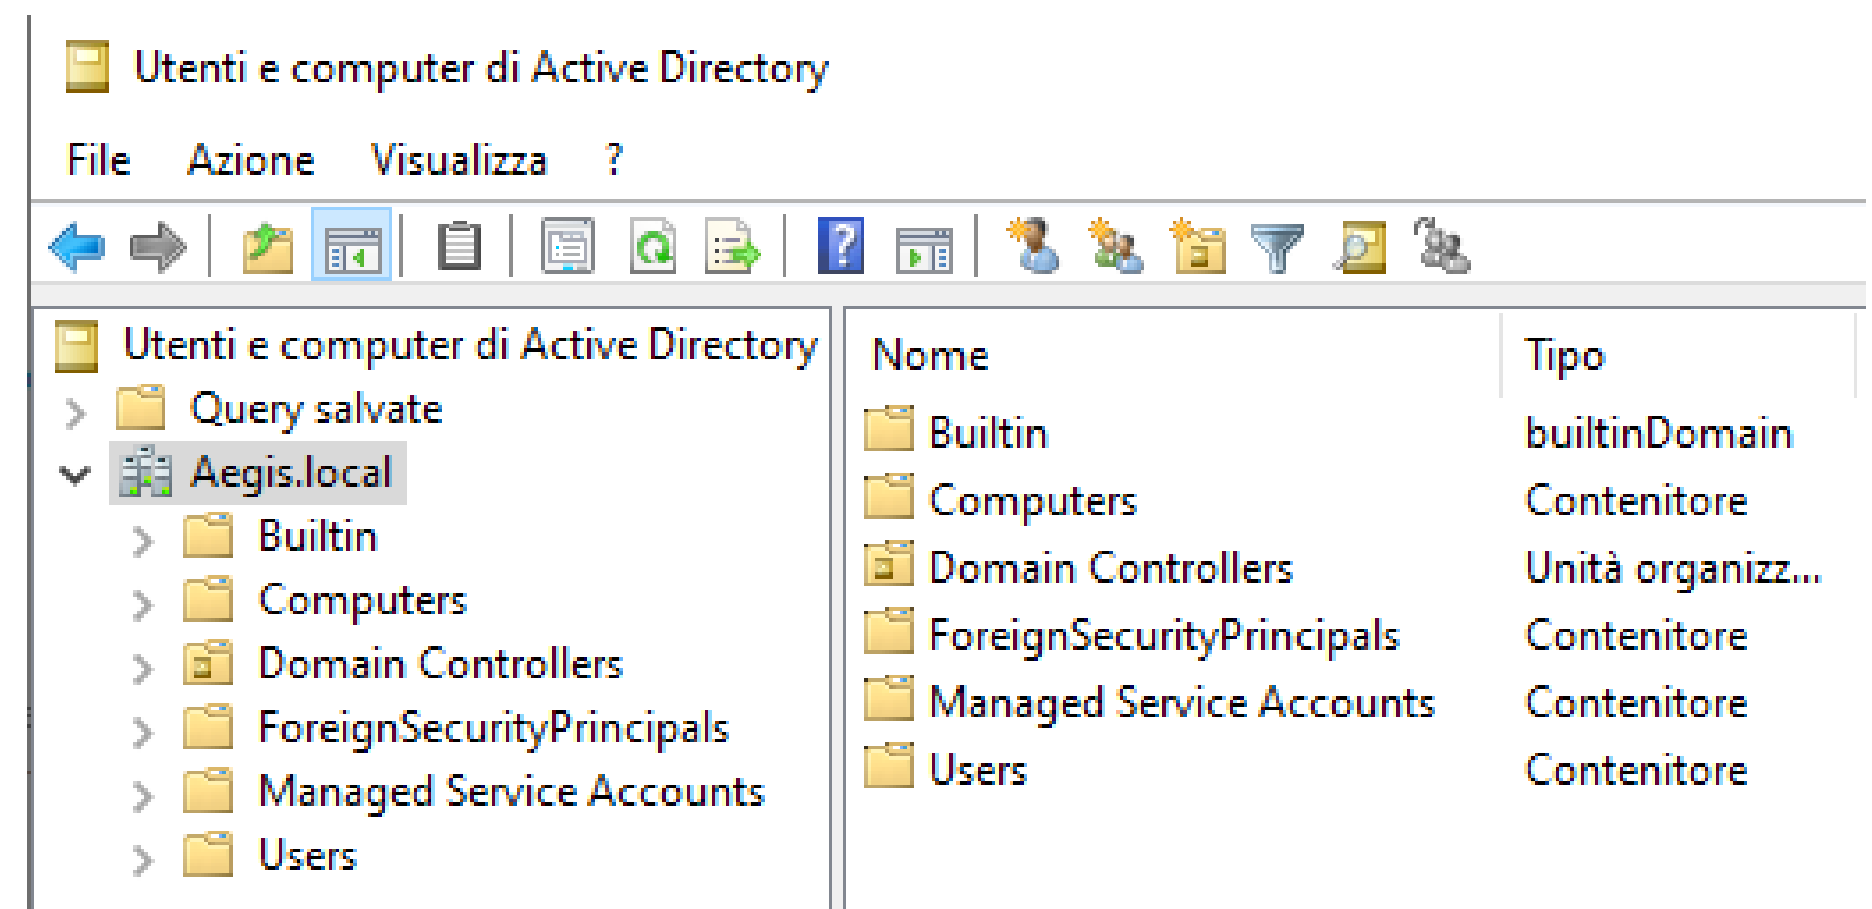 Utenti e computer di Active Directory
File Azione Visualizza ?
Utenti e computer di Active Directory
Query salvate
Aegis.local
Builtin
Computers
Domain Controllers
ForeignSecurityPrincipals
Managed Service Accounts
Users
Nome Tipo
Builtin builtinDomain
Computers Contenitore
Domain Controllers Unità organizz...
ForeignSecurityPrincipals Contenitore
Managed Service Accounts Contenitore
Users Contenitore